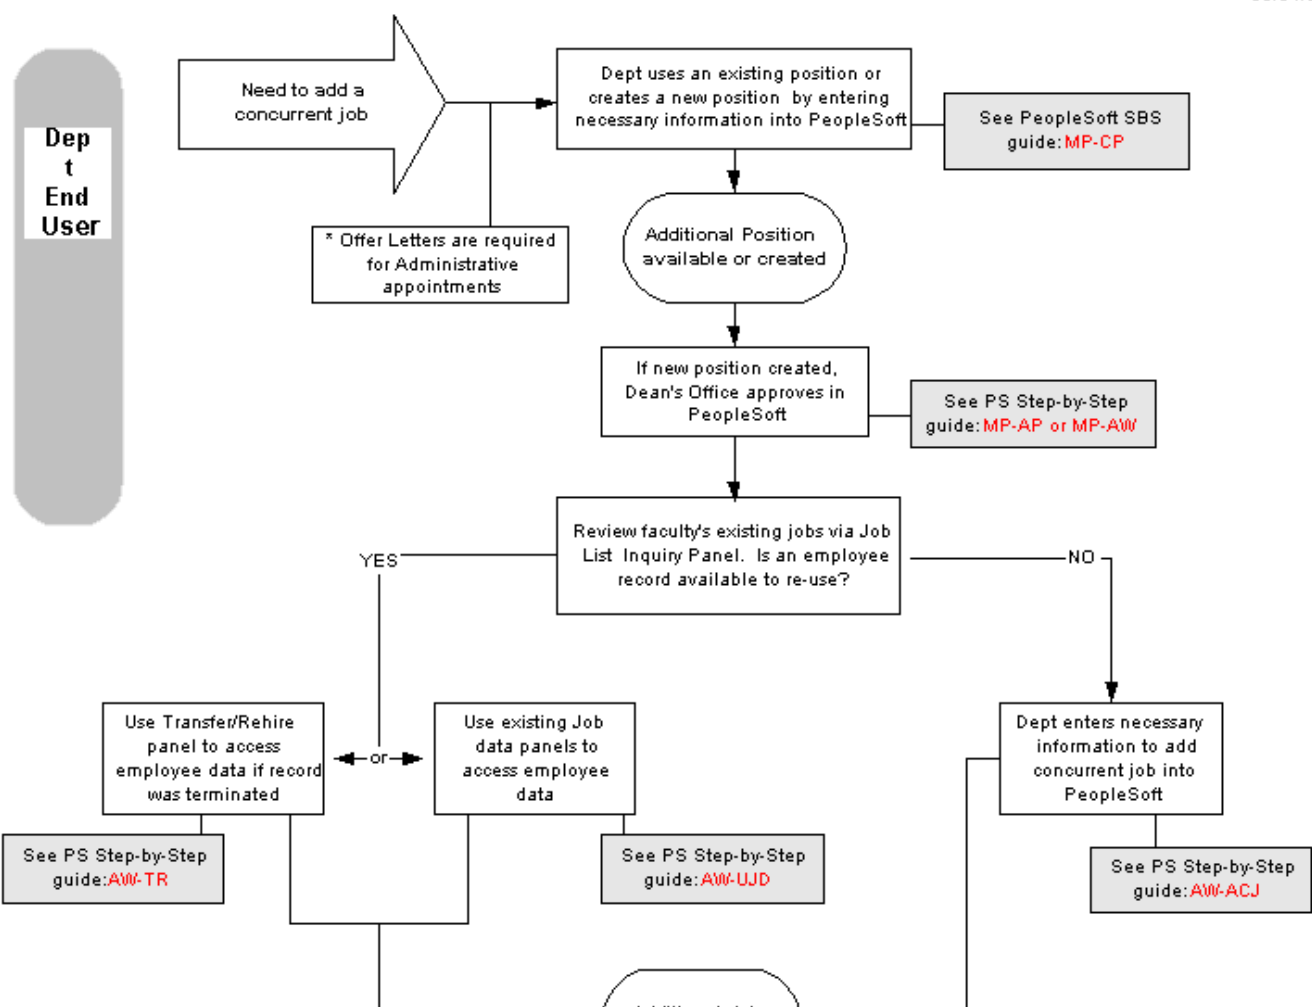 Dep
t
End
User
Need to add a
concurrent job
Dept uses an existing position or
creates a new position by entering
necessary information into PeopleSoft
See PeopleSoft SBS
guide: MP-CP
* Offer Letters are required
for Administrative
appointments
Additional Position
available or created
If new position created,
Dean's Office approves in
PeopleSoft
See PS Step-by-Step
guide: MP-AP or MP-AW
Review faculty's existing jobs via Job
List Inquiry Panel. Is an employee
record available to re-use?
YES
NO
Use Transfer/Rehire
panel to access
employee data if record
was terminated
or
Use existing Job
data panels to
access employee
data
Dept enters necessary
information to add
concurrent job into
PeopleSoft
See PS Step-by-Step
guide: AW-TR
See PS Step-by-Step
guide: AW-UJD
See PS Step-by-Step
guide: AW-ACJ